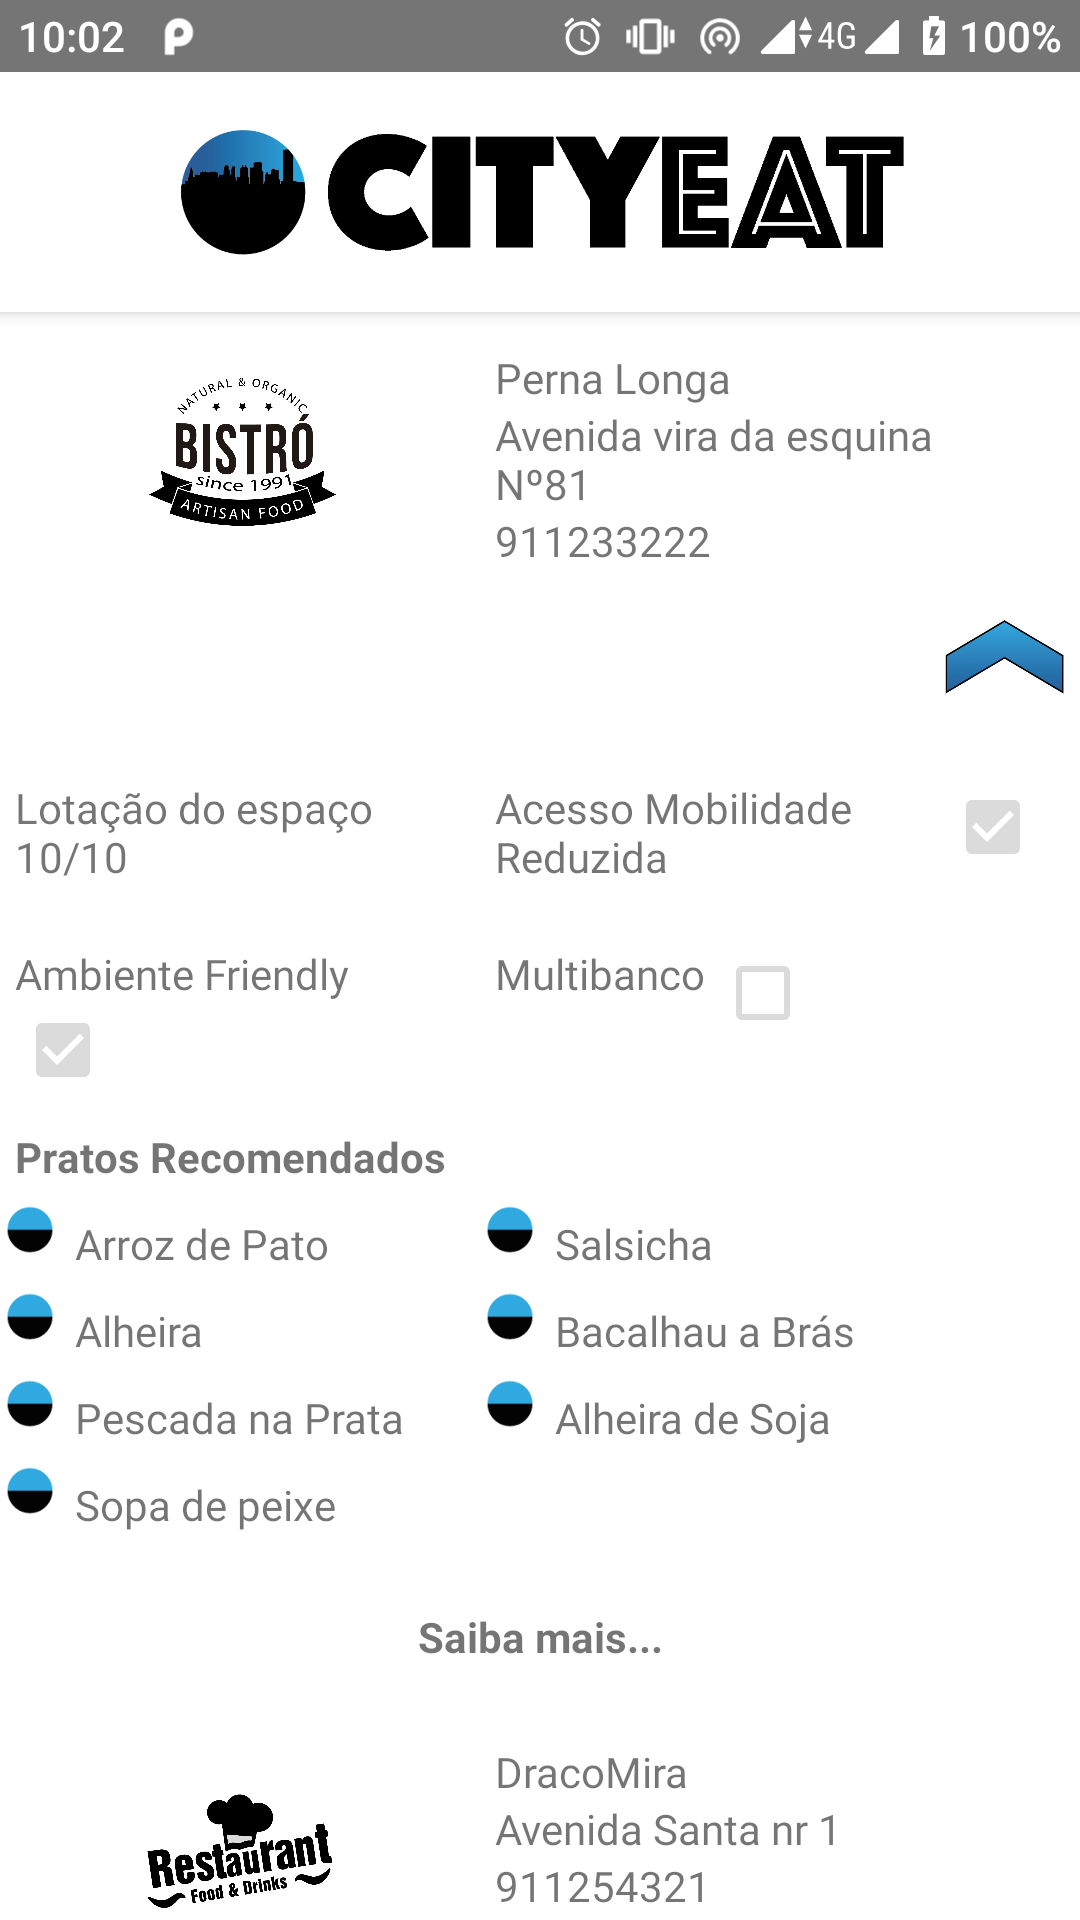 10:02
4G
100%
CITYEAT
NATURAL & ORGANIC
BISTRÓ
since 1991
ARTISAN FOOD
Perna Longa
Avenida vira da esquina
Nº81
911233222
Lotação do espaço
10/10
Acesso Mobilidade
Reduzida
Ambiente Friendly
Multibanco
Pratos Recomendados
Arroz de Pato
Salsicha
Alheira
Bacalhau a Brás
Pescada na Prata
Alheira de Soja
Sopa de peixe
Saiba mais...
Restaurant
Food & Drinks
DracoMira
Avenida Santa nr 1
911254321